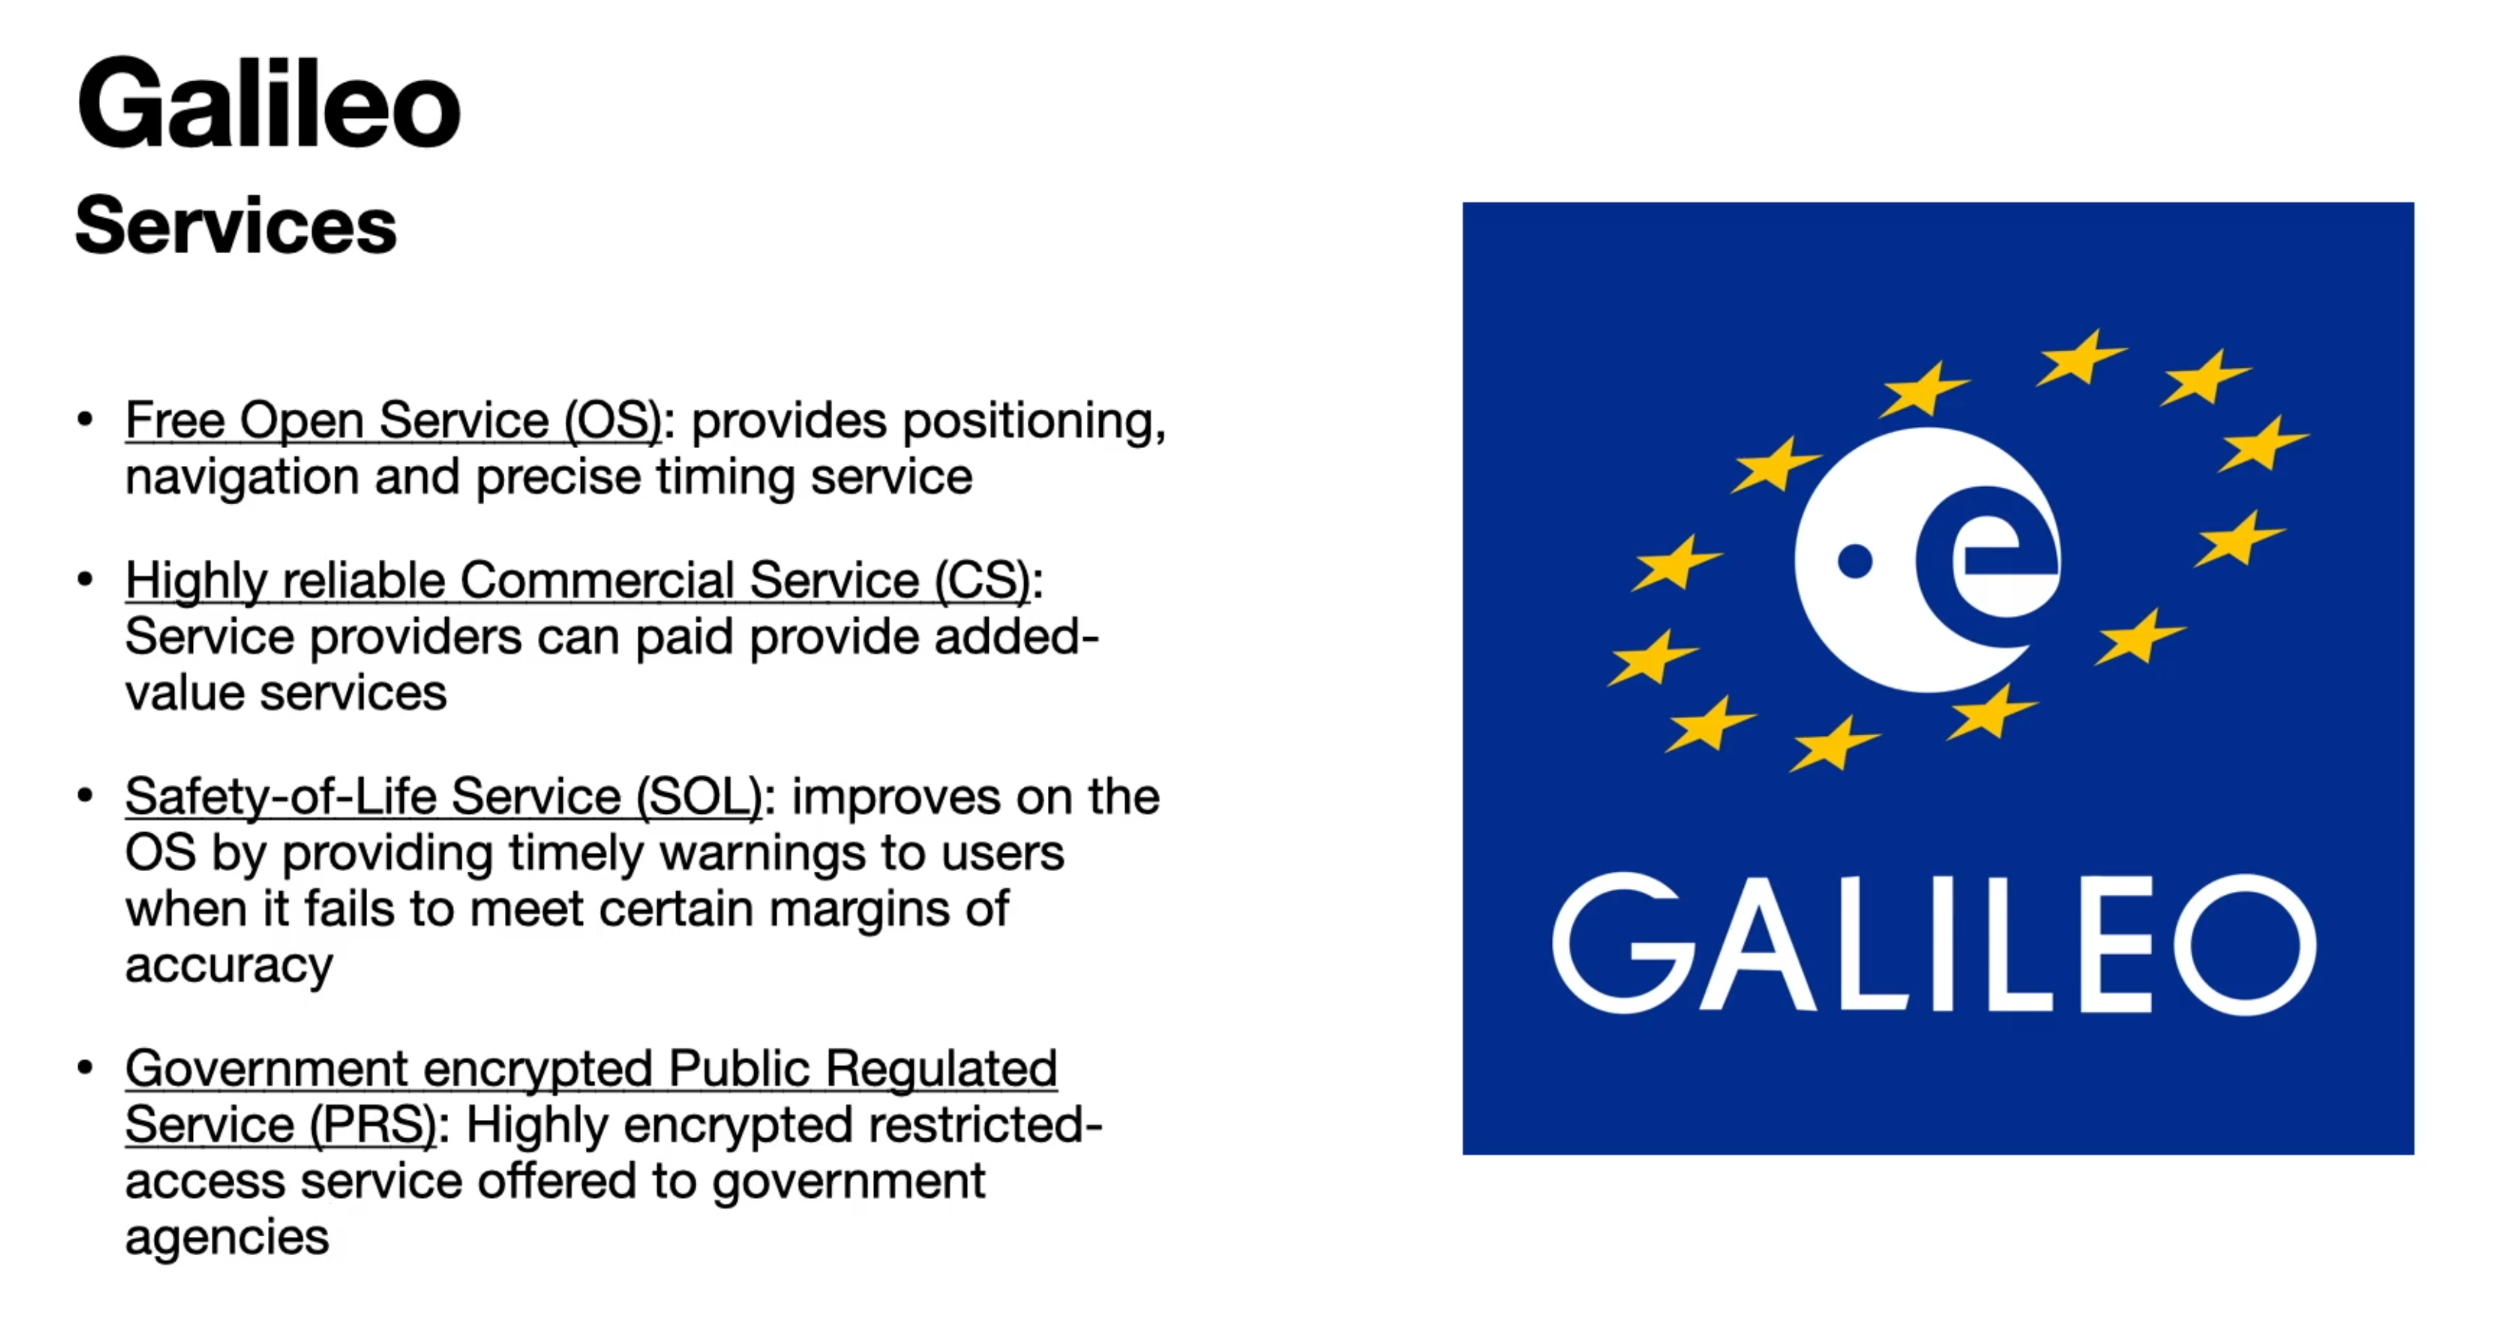 Galileo
Services
• Free Open Service (OS): provides positioning,
navigation and precise timing service
• Highly reliable Commercial Service (CS):
Service providers can paid provide added-
value services
• Safety-of-Life Service (SOL): improves on the
OS by providing timely warnings to users
when it fails to meet certain margins of
accuracy
• Government encrypted Public Regulated
Service (PRS): Highly encrypted restricted-
access service offered to government
agencies
e
GALILEO